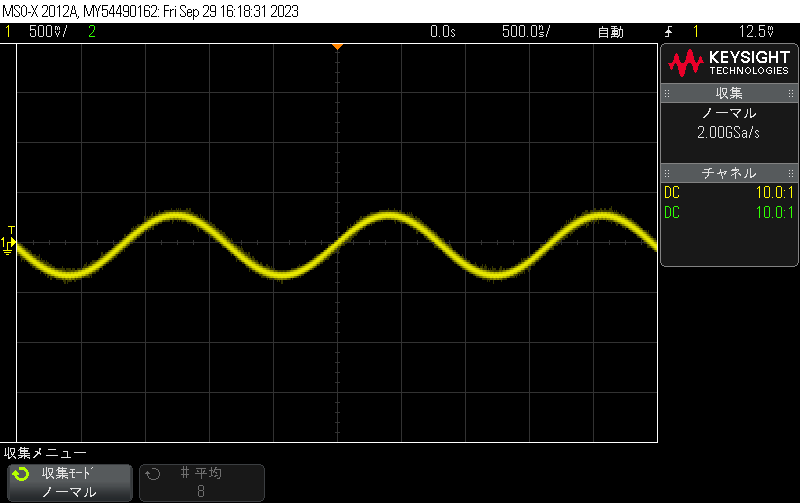 MSO-X 2012A, MY54490162: Fri Sep 29 16:18:31 2023
1 500mV/ 2 0.0s 500.0ns/ 自動 1 12.5mV
KEYSIGHT
TECHNOLOGIES
収集
ノーマル
2.00GSa/s
チャネル
DC 10.0:1
DC 10.0:1
T
1
収集メニュー
収集ﾓｰﾄﾞ
ノーマル
# 平均
8